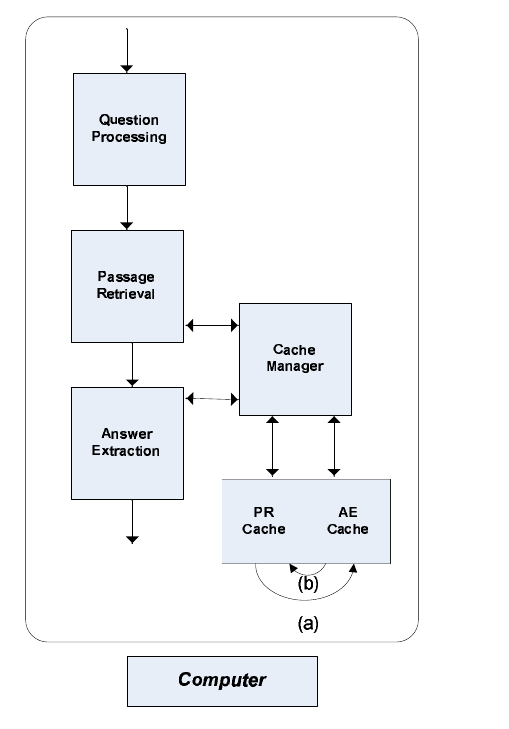 Question
Processing
Passage
Retrieval
Cache
Manager
Answer
Extraction
PR
Cache
AE
Cache
(b)
(a)
Computer